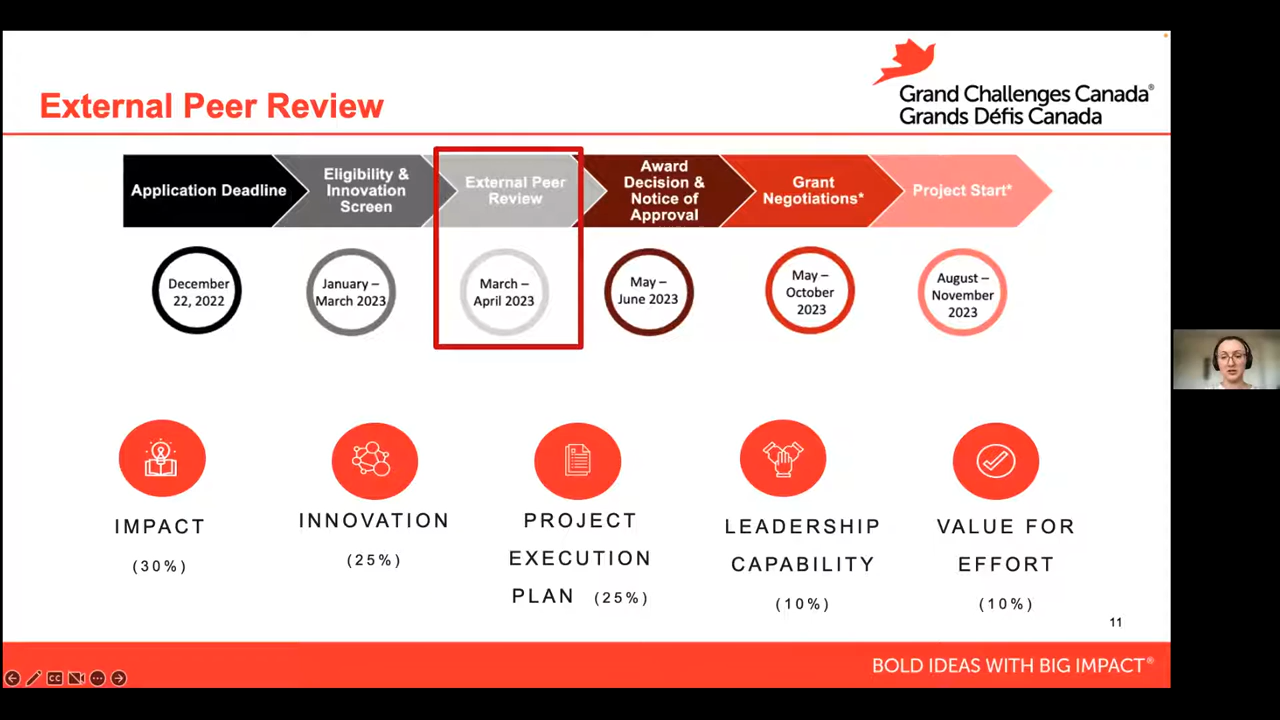 External Peer Review
Grand Challenges Canada®
Grands Défis Canada
Application Deadline
Eligibility &
Innovation
Screen
External Peer
Review
Award
Decision &
Notice of
Approval
Grant
Negotiations*
Project Start*
December
22, 2022
January –
March 2023
March –
April 2023
May –
June 2023
May –
October
2023
August –
November
2023
IMPACT
(30%)
INNOVATION
(25%)
PROJECT
EXECUTION
PLAN (25%)
LEADERSHIP
CAPABILITY
(10%)
VALUE FOR
EFFORT
(10%)
11
BOLD IDEAS WITH BIG IMPACT®
CC